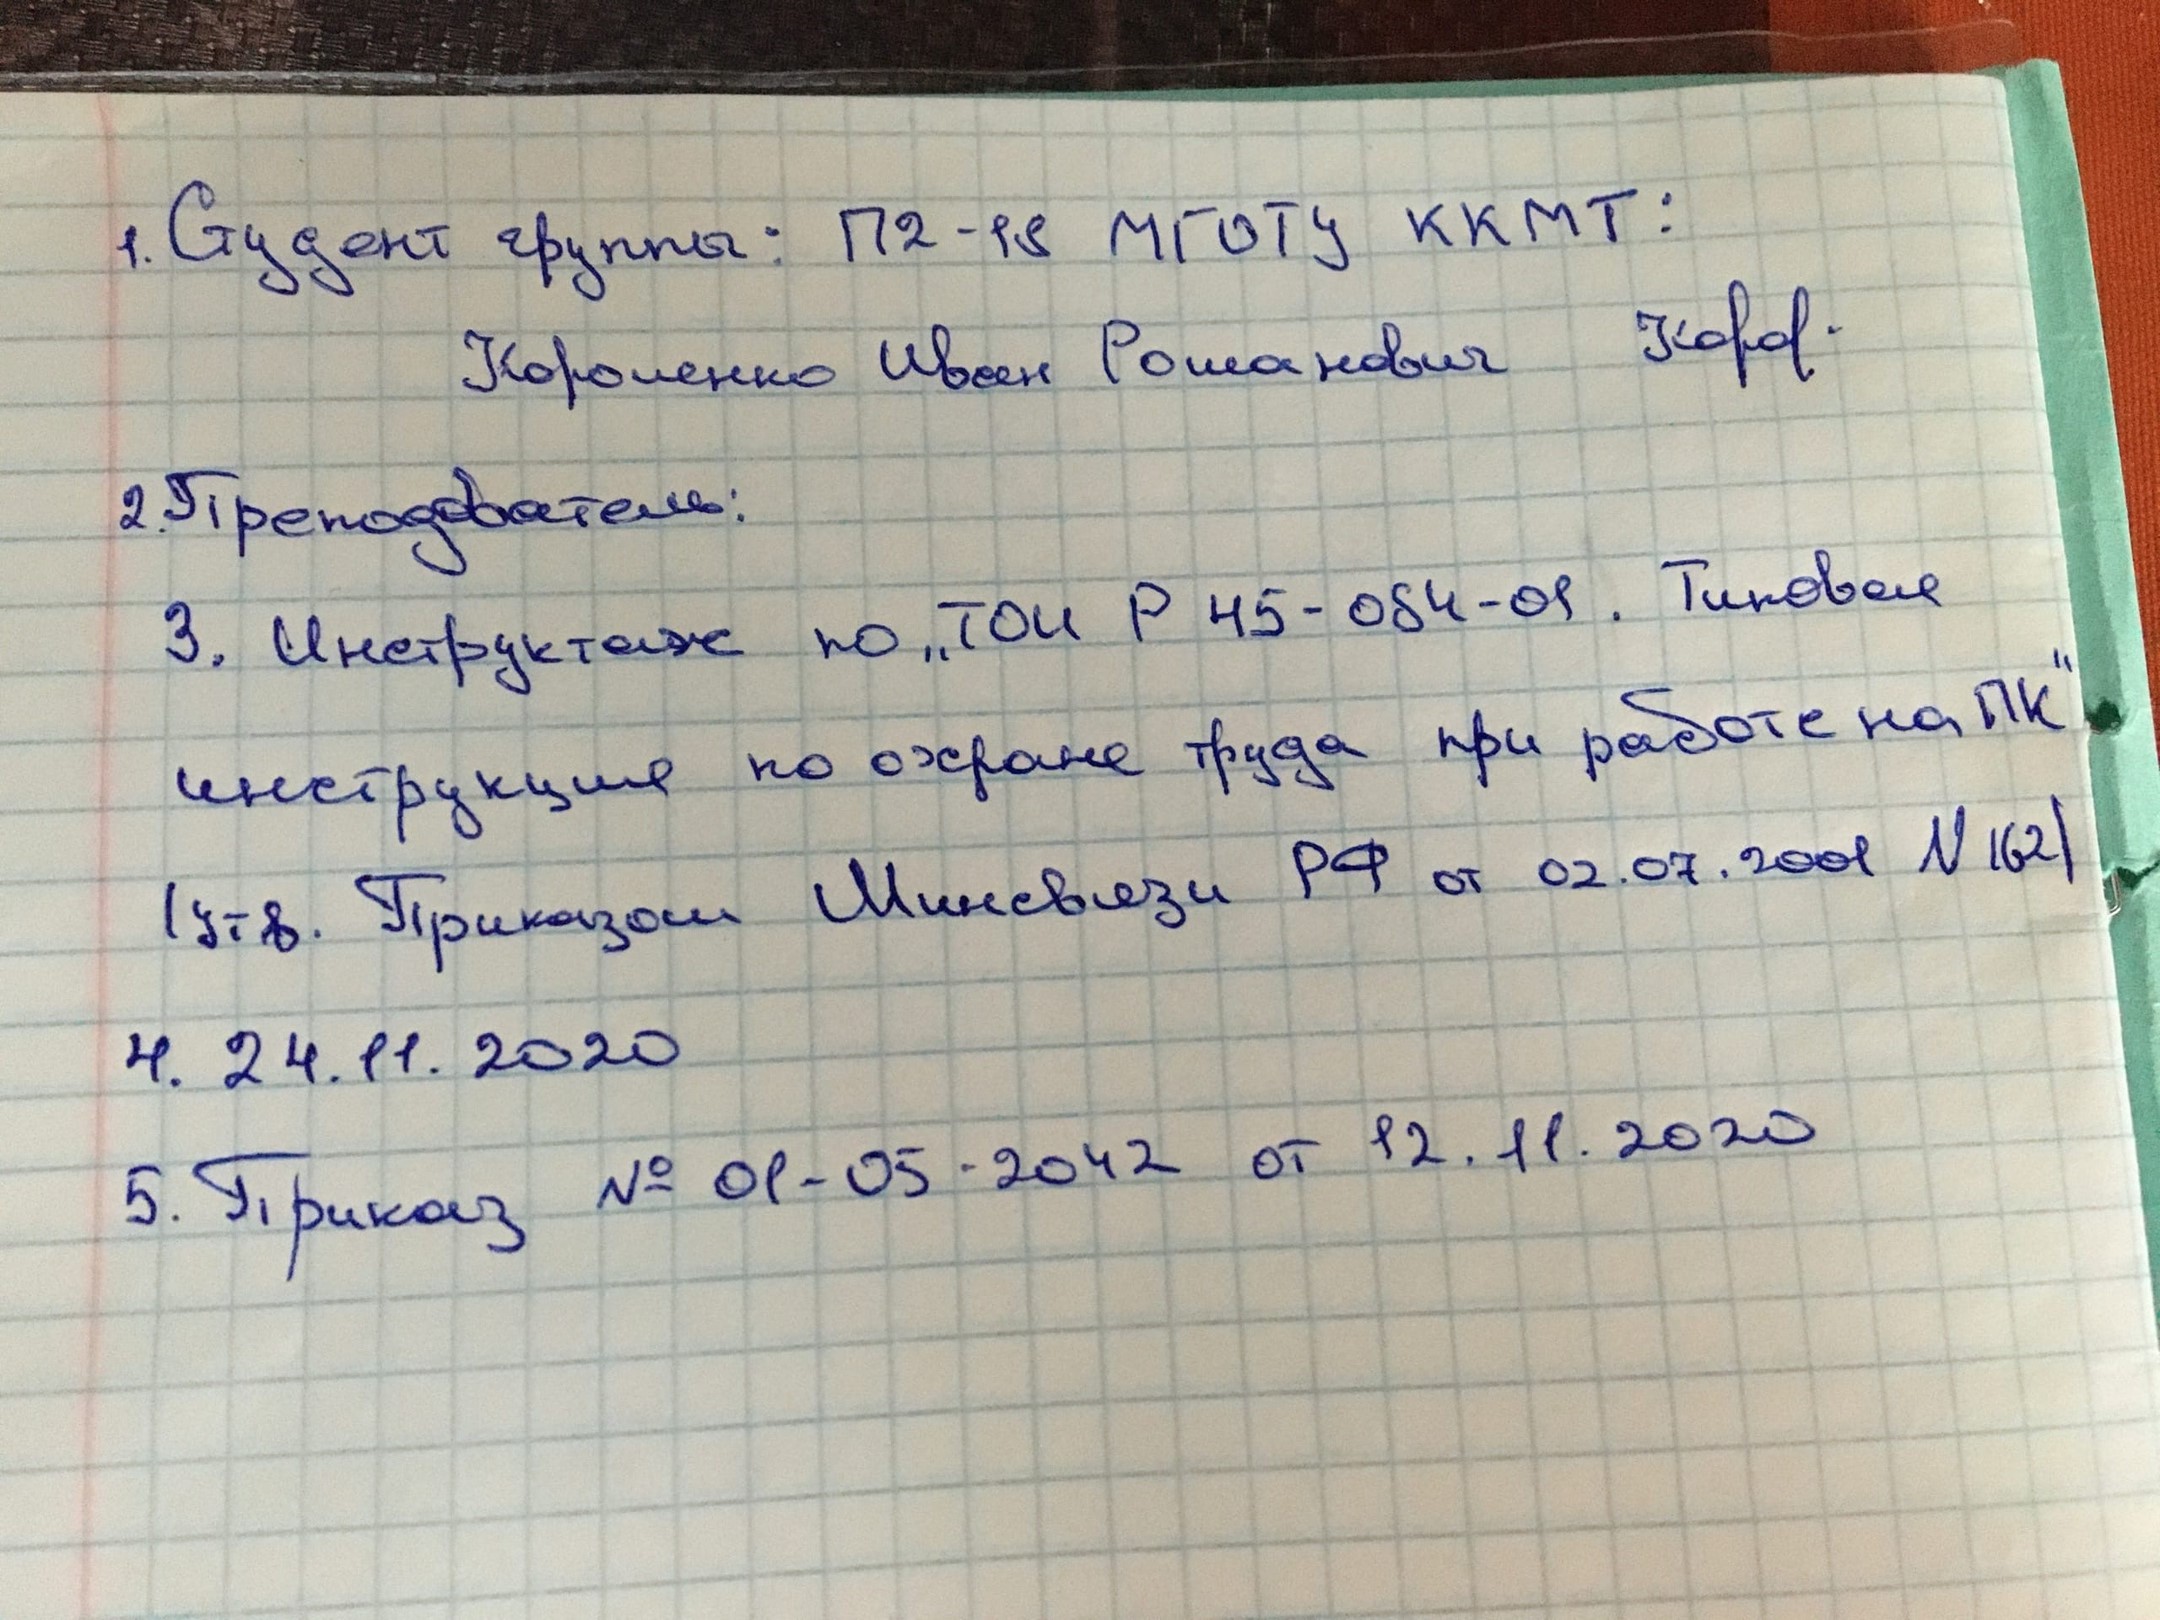 1. Студент группы: П2-18 МГОТУ ККМТ:
Короленко Иван Романович
2. Преподаватель:
3. Инструктаж по „ТОИ Р 45-084-01. Типовая
инструкция по охране труда при работе на ПК"
(утв. Приказом Минсвязи РФ от 02.07.2001 N 162)
4. 24.11.2020
5. Приказ № 01-05-2042 от 12.11.2020